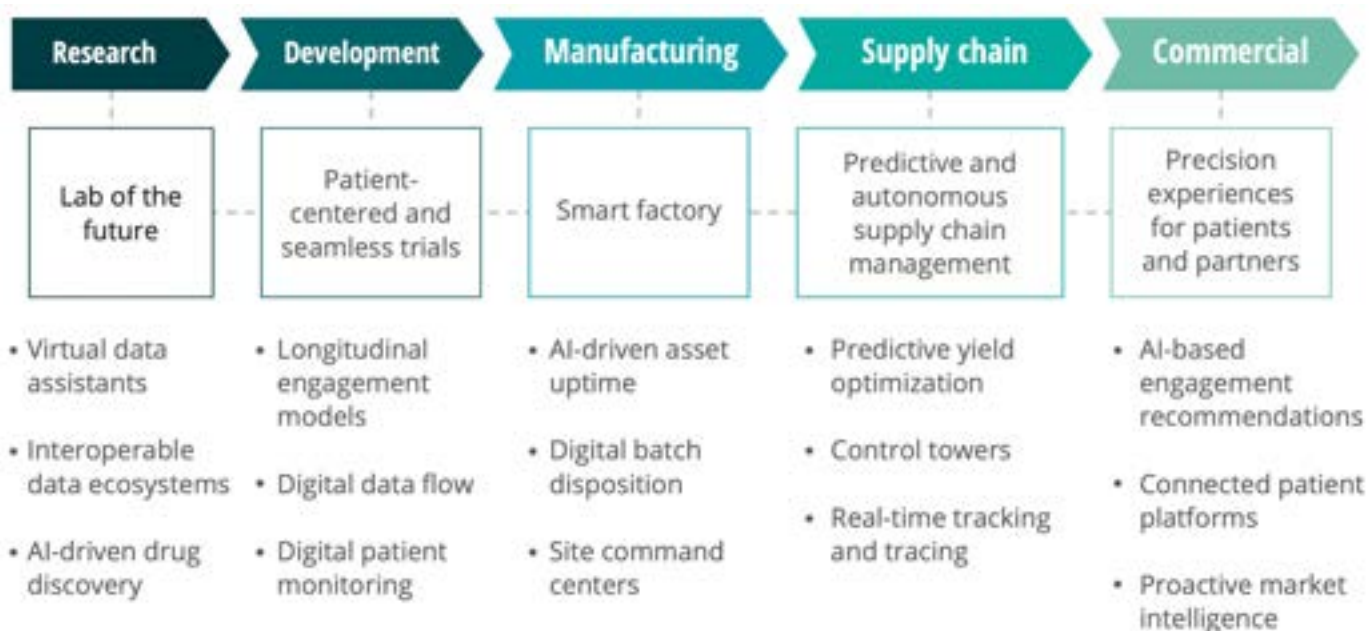 Research
Development
Manufacturing
Supply chain
Commercial
Lab of the
future
Patient-
centered and
seamless trials
Smart factory
Predictive and
autonomous
supply chain
management
Precision
experiences
for patients
and partners
• Virtual data
assistants
• Interoperable
data ecosystems
• AI-driven drug
discovery
• Longitudinal
engagement
models
• Digital data flow
• Digital patient
monitoring
• AI-driven asset
uptime
• Digital batch
disposition
• Site command
centers
• Predictive yield
optimization
• Control towers
• Real-time tracking
and tracing
• AI-based
engagement
recommendations
• Connected patient
platforms
• Proactive market
intelligence